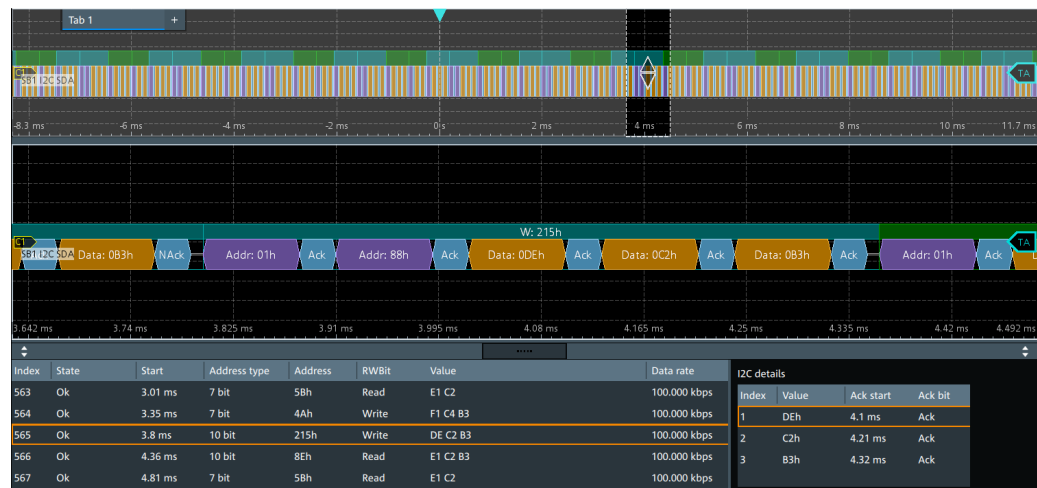 Tab 1 +
C1
SB1 I2C SDA
TA
-8.3 ms -6 ms -4 ms -2 ms 0 s 2 ms 4 ms 6 ms 8 ms 10 ms 11.7 ms
W: 215h
C1
SB1 I2C SDA Data: 0B3h NAck Addr: 01h Ack Addr: 88h Ack Data: 0DEh Ack Data: 0C2h Ack Data: 0B3h Ack Addr: 01h Ack
TA
3.642 ms 3.74 ms 3.825 ms 3.91 ms 3.995 ms 4.08 ms 4.165 ms 4.25 ms 4.335 ms 4.42 ms 4.492 ms
Index State Start Address type Address RWBit Value Data rate
563 Ok 3.01 ms 7 bit 5Bh Read E1 C2 100.000 kbps
564 Ok 3.35 ms 7 bit 4Ah Write F1 C4 B3 100.000 kbps
565 Ok 3.8 ms 10 bit 215h Write DE C2 B3 100.000 kbps
566 Ok 4.36 ms 10 bit 8Eh Read E1 C2 B3 100.000 kbps
567 Ok 4.81 ms 7 bit 5Bh Read E1 C2 100.000 kbps
I2C details
Index Value Ack start Ack bit
1 DEh 4.1 ms Ack
2 C2h 4.21 ms Ack
3 B3h 4.32 ms Ack